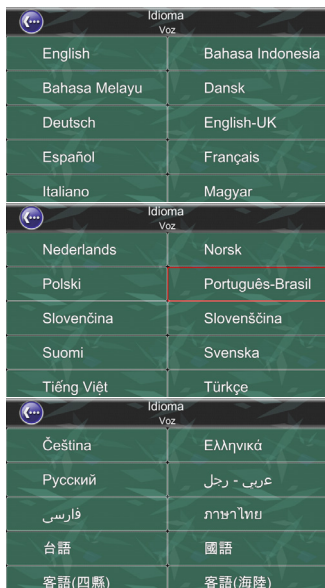 Idioma
Voz
English Bahasa Indonesia
Bahasa Melayu Dansk
Deutsch English-UK
Español Français
Italiano Magyar
Idioma
Voz
Nederlands Norsk
Polski Português-Brasil
Slovenčina Slovenščina
Suomi Svenska
Tiếng Việt Türkçe
Idioma
Voz
Čeština Ελληνικά
Русский عربي - رجل
فارسی ภาษาไทย
台語 國語
客語(四縣) 客語(海陸)